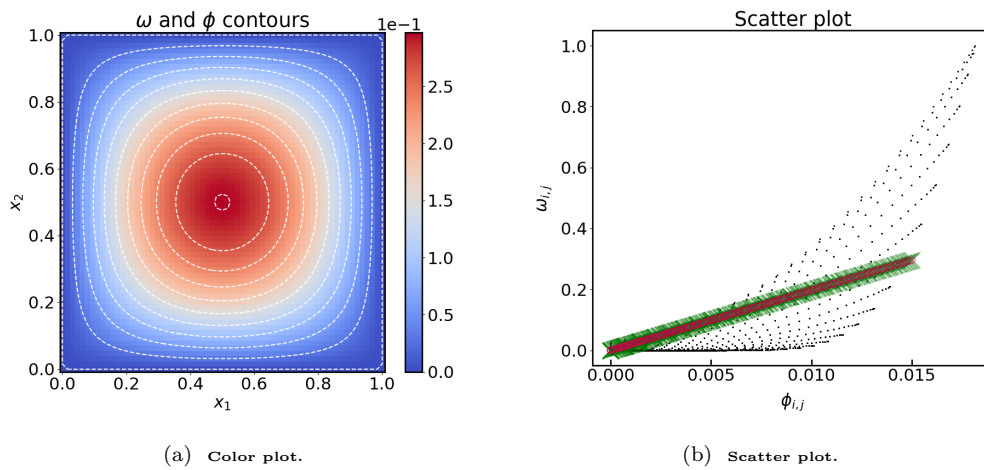 ω and ϕ contours
1e−1
1.0
0.8
0.6
0.4
0.2
0.0
x₂
0.0 0.2 0.4 0.6 0.8 1.0
x₁
2.5
2.0
1.5
1.0
0.5
0.0
(a) Color plot.
Scatter plot
1.0
0.8
0.6
0.4
0.2
0.0
ωᵢ,ⱼ
0.000 0.005 0.010 0.015
ϕᵢ,ⱼ
(b) Scatter plot.